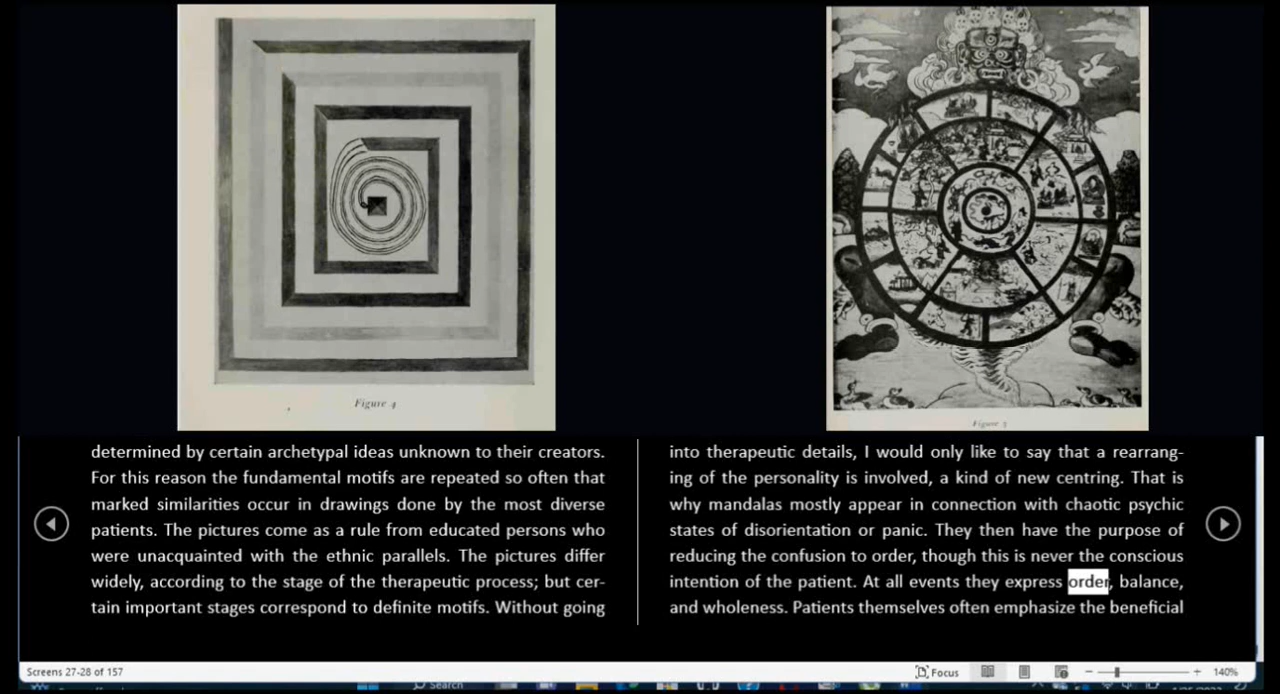 Figure 4
determined by certain archetypal ideas unknown to their creators.
For this reason the fundamental motifs are repeated so often that
marked similarities occur in drawings done by the most diverse
patients. The pictures come as a rule from educated persons who
were unacquainted with the ethnic parallels. The pictures differ
widely, according to the stage of the therapeutic process; but cer-
tain important stages correspond to definite motifs. Without going
Figure
into therapeutic details, I would only like to say that a rearrang-
ing of the personality is involved, a kind of new centring. That is
why mandalas mostly appear in connection with chaotic psychic
states of disorientation or panic. They then have the purpose of
reducing the confusion to order, though this is never the conscious
intention of the patient. At all events they express order, balance,
and wholeness. Patients themselves often emphasize the beneficial
Screens 27-28 of 157
Focus
140%
Search